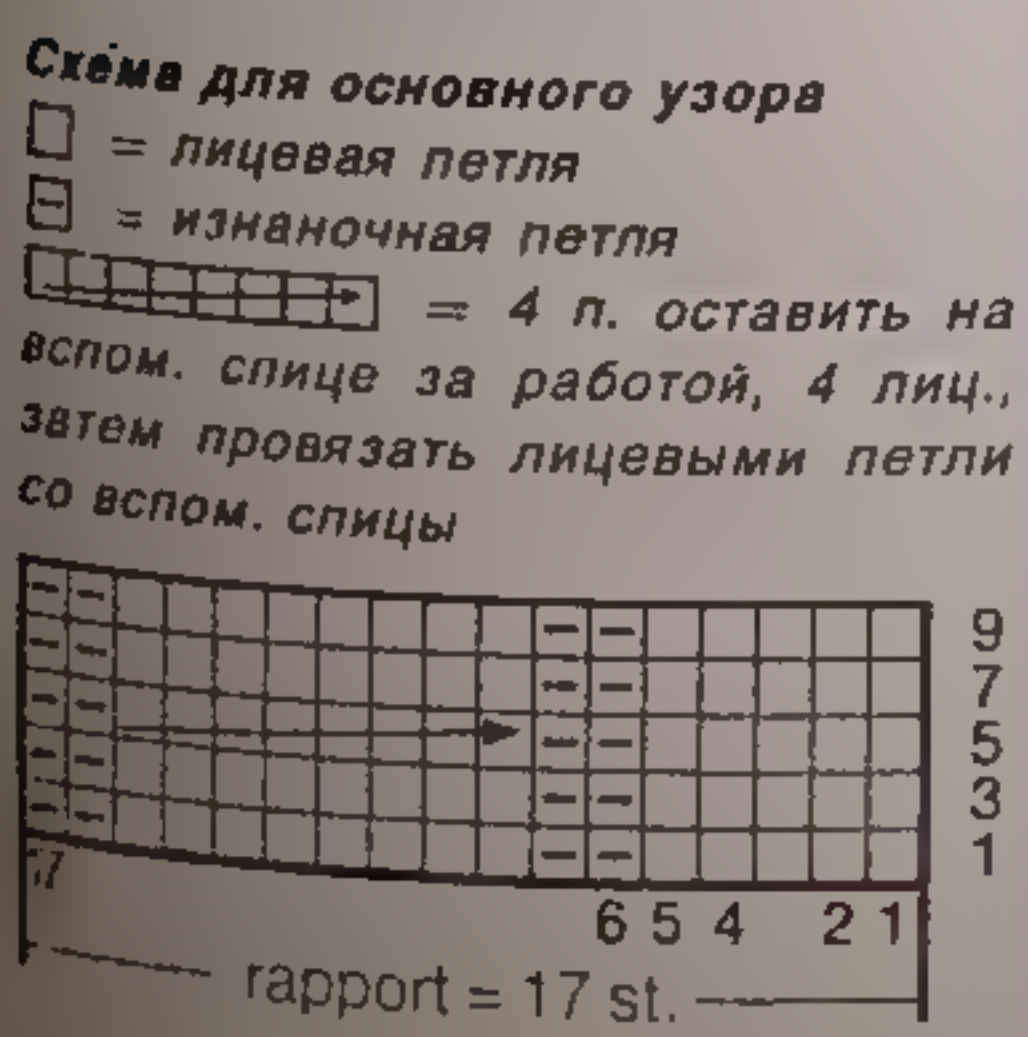 Схема для основного узора
= лицевая петля
= изнаночная петля
= 4 п. оставить на
вспом. спице за работой, 4 лиц.,
затем провязать лицевыми петли
со вспом. спицы
9
7
5
3
1
17 6 5 4 2 1
rapport = 17 st.